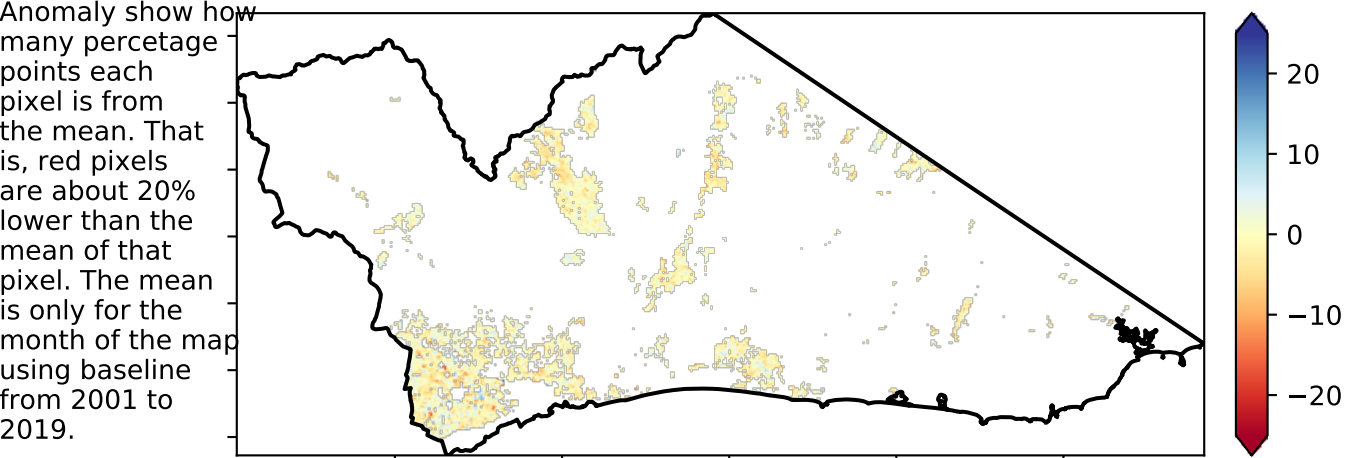 Anomaly show how
many percetage
points each
pixel is from
the mean. That
is, red pixels
are about 20%
lower than the
mean of that
pixel. The mean
is only for the
month of the map
using baseline
from 2001 to
2019.
20
10
0
−10
−20